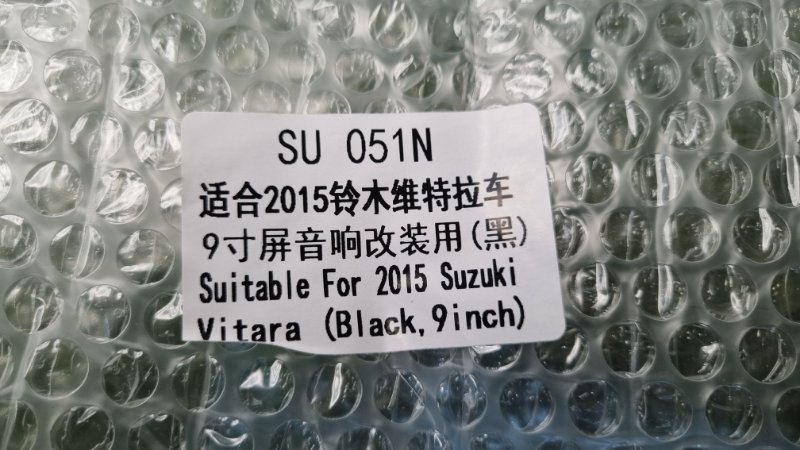 SU 051N
适合2015铃木维特拉车
9寸屏音响改装用(黑)
Suitable For 2015 Suzuki
Vitara (Black,9inch)